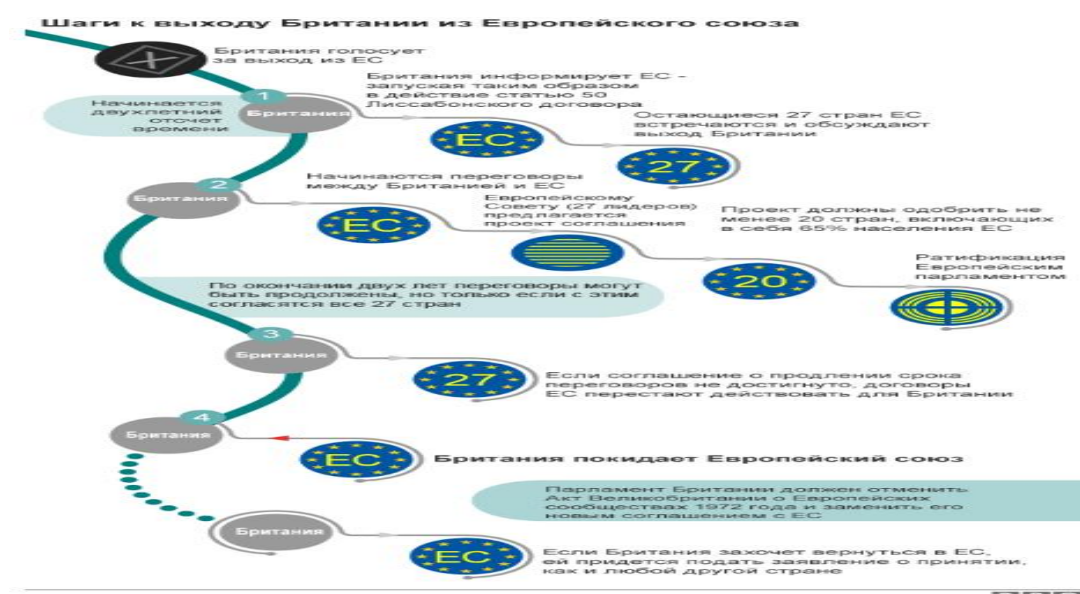 Шаги к выходу Британии из Европейского союза
Британия голосует
за выход из ЕС
1
Британия
Начинается
двухлетний
отсчет
времени
Британия информирует ЕС -
запуская таким образом
в действие статью 50
Лиссабонского договора
ЕС
Остающиеся 27 стран ЕС
встречаются и обсуждают
выход Британии
27
2
Британия
Начинаются переговоры
между Британией и ЕС
ЕС
Европейскому
Совету (27 лидеров)
предлагается
проект соглашения
Проект должны одобрить не
менее 20 стран, включающих
в себя 65% населения ЕС
20
Ратификация
Европейским
парламентом
По окончании двух лет переговоры могут
быть продолжены, но только если с этим
согласятся все 27 стран
3
Британия
27
Если соглашение о продлении срока
переговоров не достигнуто, договоры
ЕС перестают действовать для Британии
4
Британия
ЕС
Британия покидает Европейский союз
Парламент Британии должен отменить
Акт Великобритании о Европейских
сообществах 1972 года и заменить его
новым соглашением с ЕС
Британия
ЕС
Если Британия захочет вернуться в ЕС,
ей придется подать заявление о принятии,
как и любой другой стране